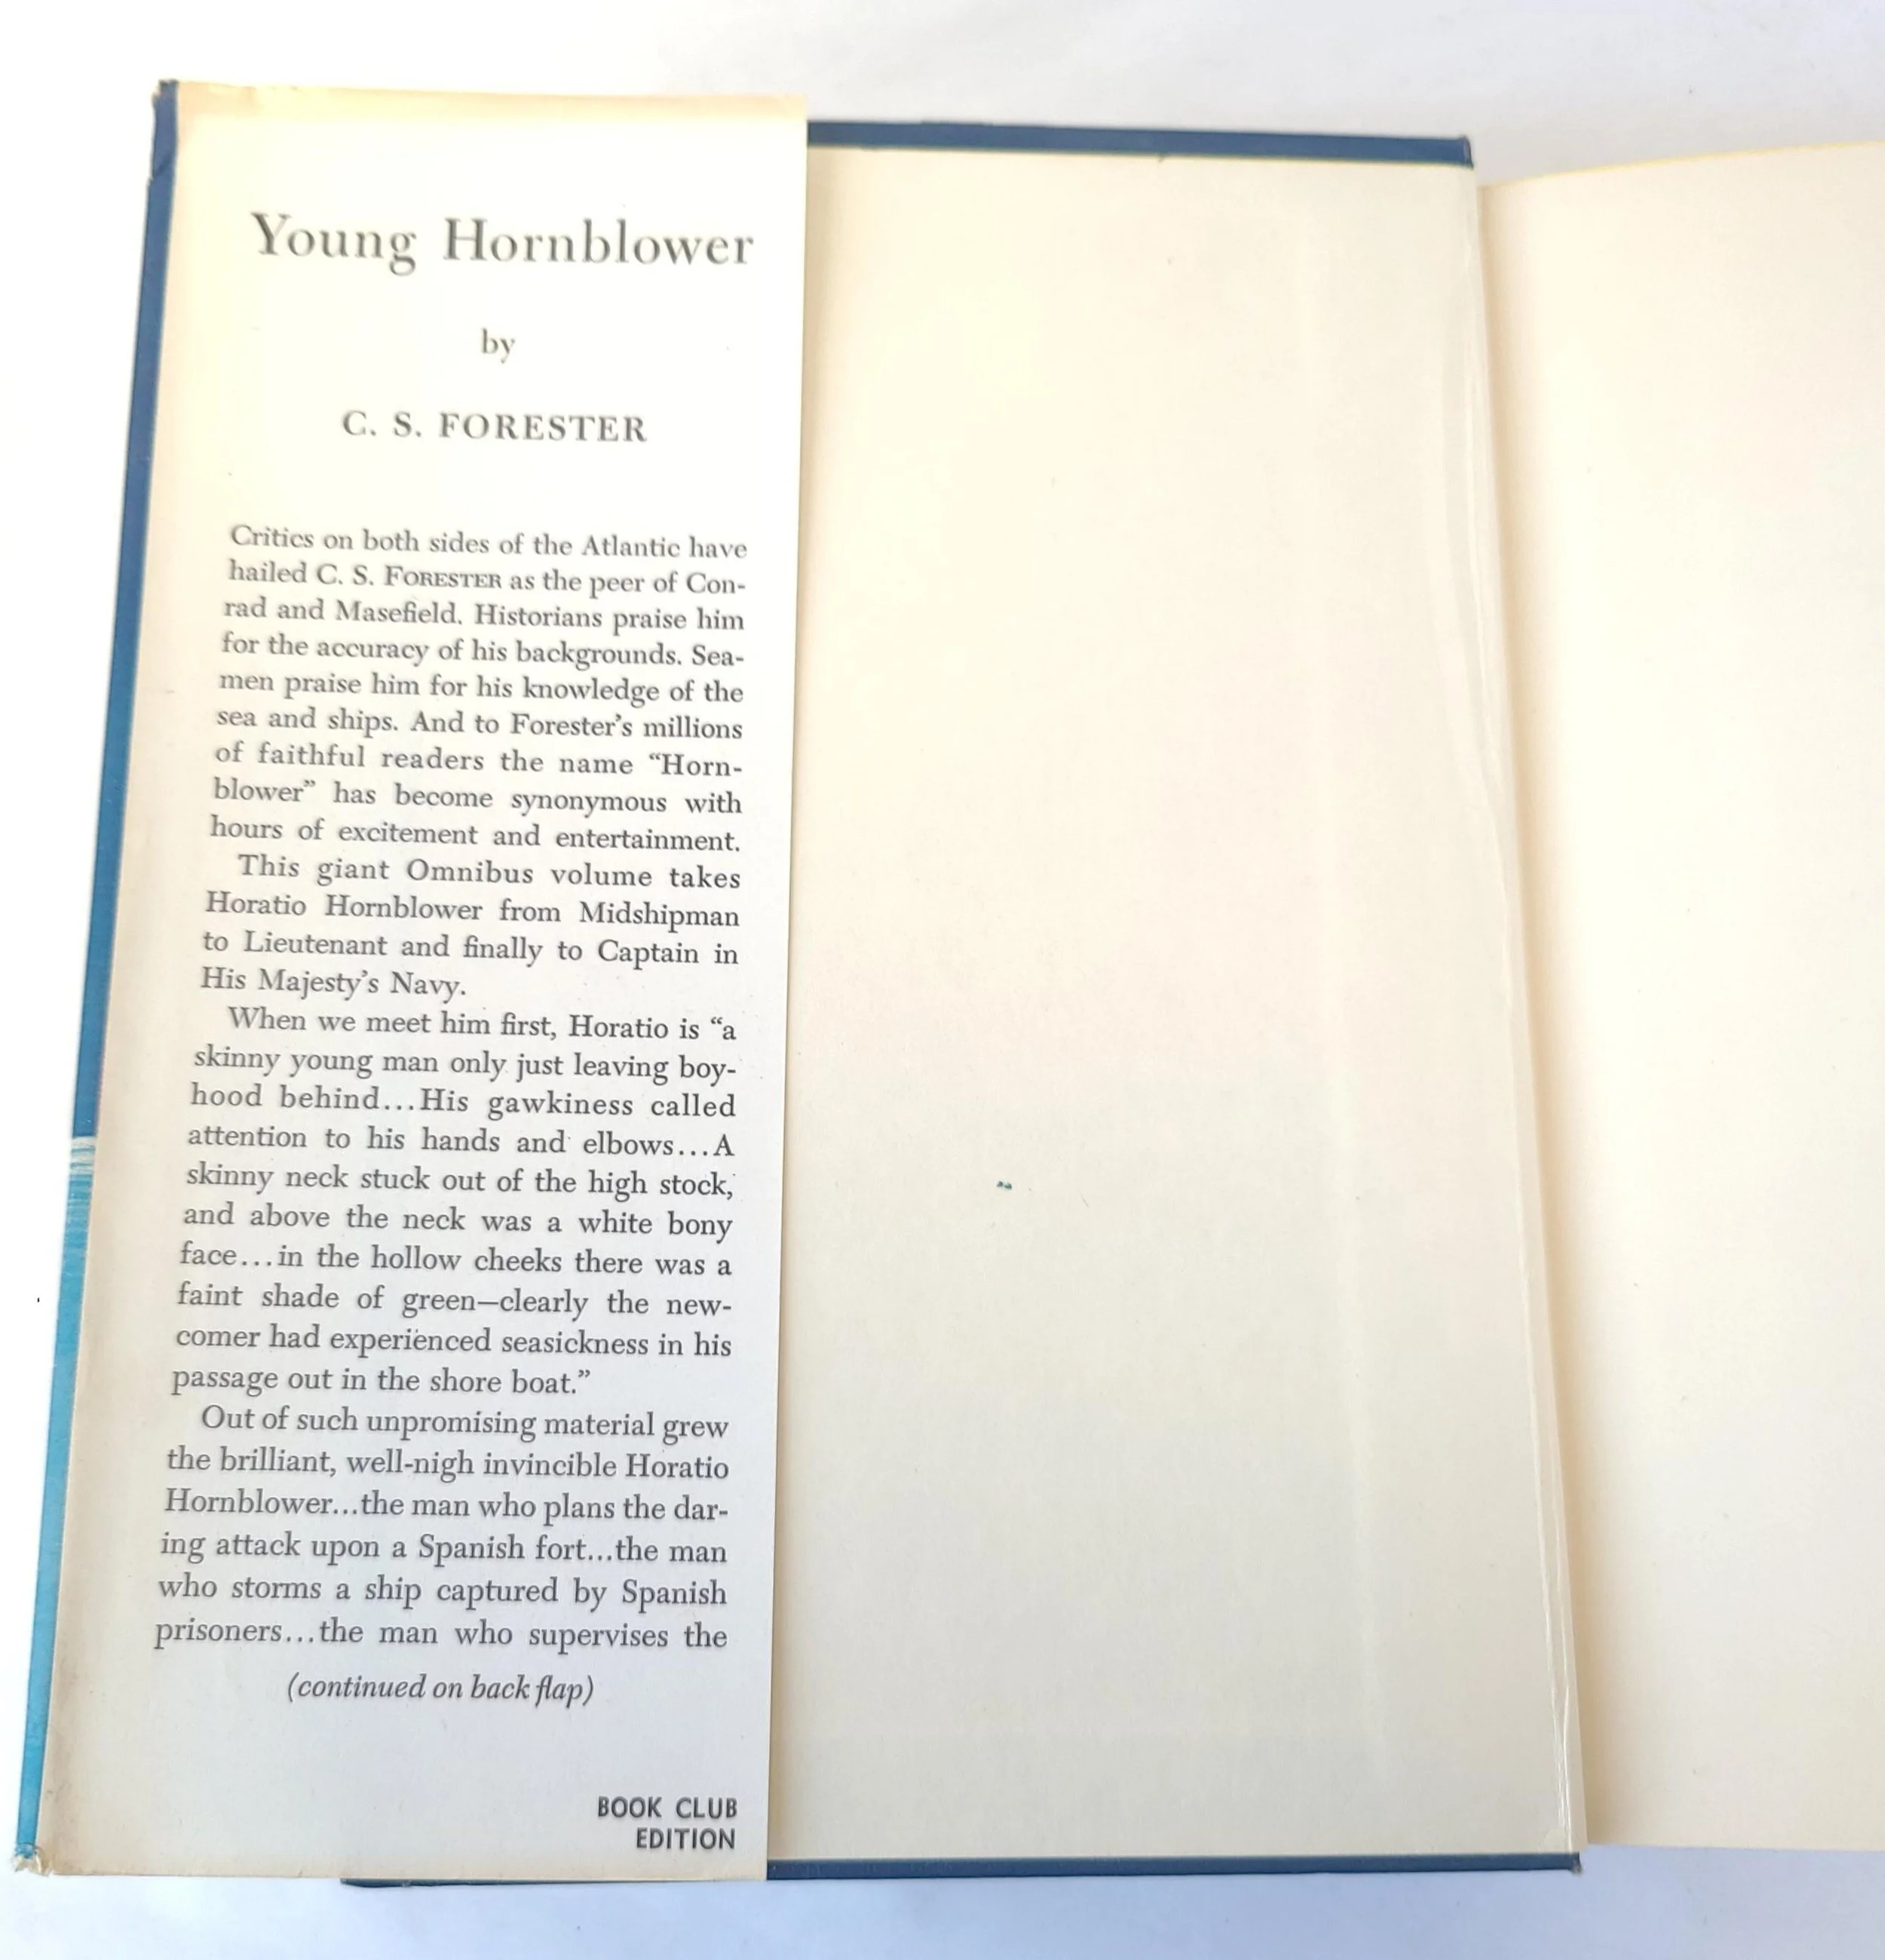 Young Hornblower
by
C. S. FORESTER
Critics on both sides of the Atlantic have
hailed C. S. FORESTER as the peer of Con-
rad and Masefield. Historians praise him
for the accuracy of his backgrounds. Sea-
men praise him for his knowledge of the
sea and ships. And to Forester’s millions
of faithful readers the name “Horn-
blower” has become synonymous with
hours of excitement and entertainment.
This giant Omnibus volume takes
Horatio Hornblower from Midshipman
to Lieutenant and finally to Captain in
His Majesty’s Navy.
When we meet him first, Horatio is “a
skinny young man only just leaving boy-
hood behind...His gawkiness called
attention to his hands and elbows...A
skinny neck stuck out of the high stock,
and above the neck was a white bony
face...in the hollow cheeks there was a
faint shade of green—clearly the new-
comer had experienced seasickness in his
passage out in the shore boat.”
Out of such unpromising material grew
the brilliant, well-nigh invincible Horatio
Hornblower...the man who plans the dar-
ing attack upon a Spanish fort...the man
who storms a ship captured by Spanish
prisoners...the man who supervises the
(continued on back flap)
BOOK CLUB
EDITION